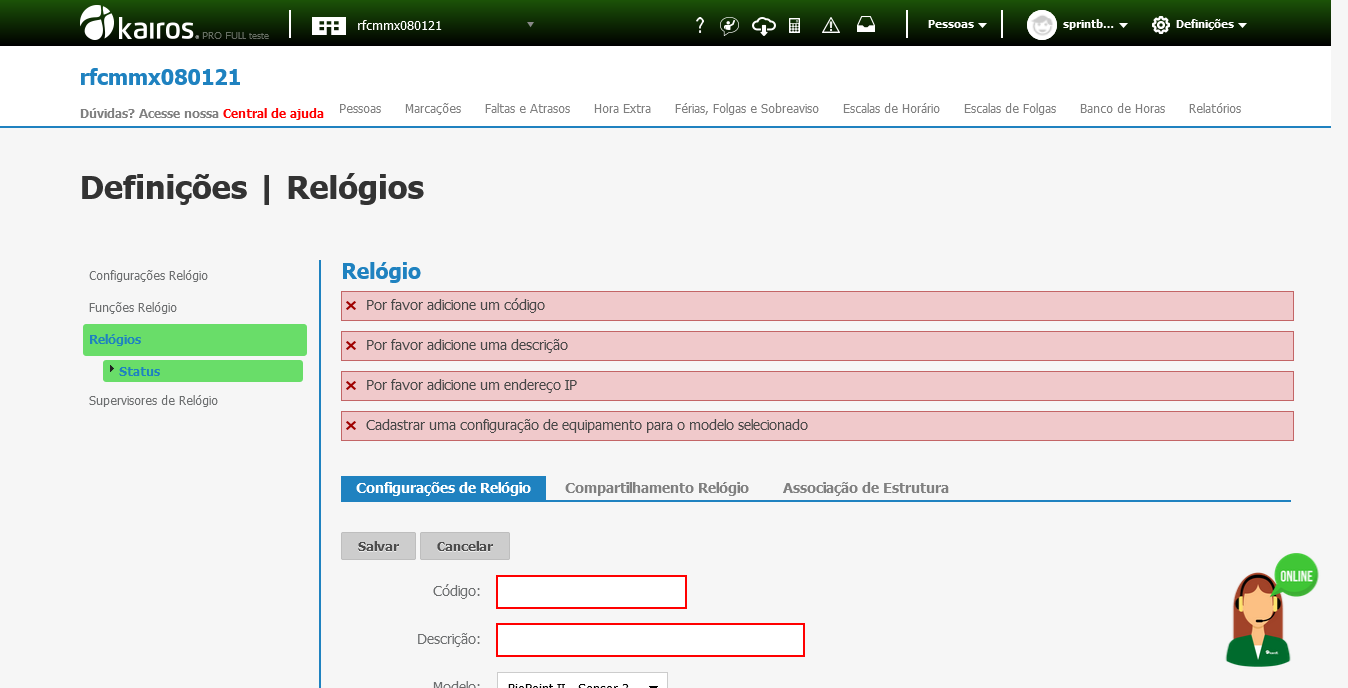 kairos. PRO FULL teste
rfcmmx080121
?
Pessoas
sprintb...
Definições
rfcmmx080121
Dúvidas? Acesse nossa Central de ajuda
Pessoas Marcações Faltas e Atrasos Hora Extra Férias, Folgas e Sobreaviso Escalas de Horário Escalas de Folgas Banco de Horas Relatórios
Definições | Relógios
Configurações Relógio
Funções Relógio
Relógios
Status
Supervisores de Relógio
Relógio
Por favor adicione um código
Por favor adicione uma descrição
Por favor adicione um endereço IP
Cadastrar uma configuração de equipamento para o modelo selecionado
Configurações de Relógio Compartilhamento Relógio Associação de Estrutura
Salvar Cancelar
Código:
Descrição:
Modelo: BioPoint II - Sensor 2
ONLINE